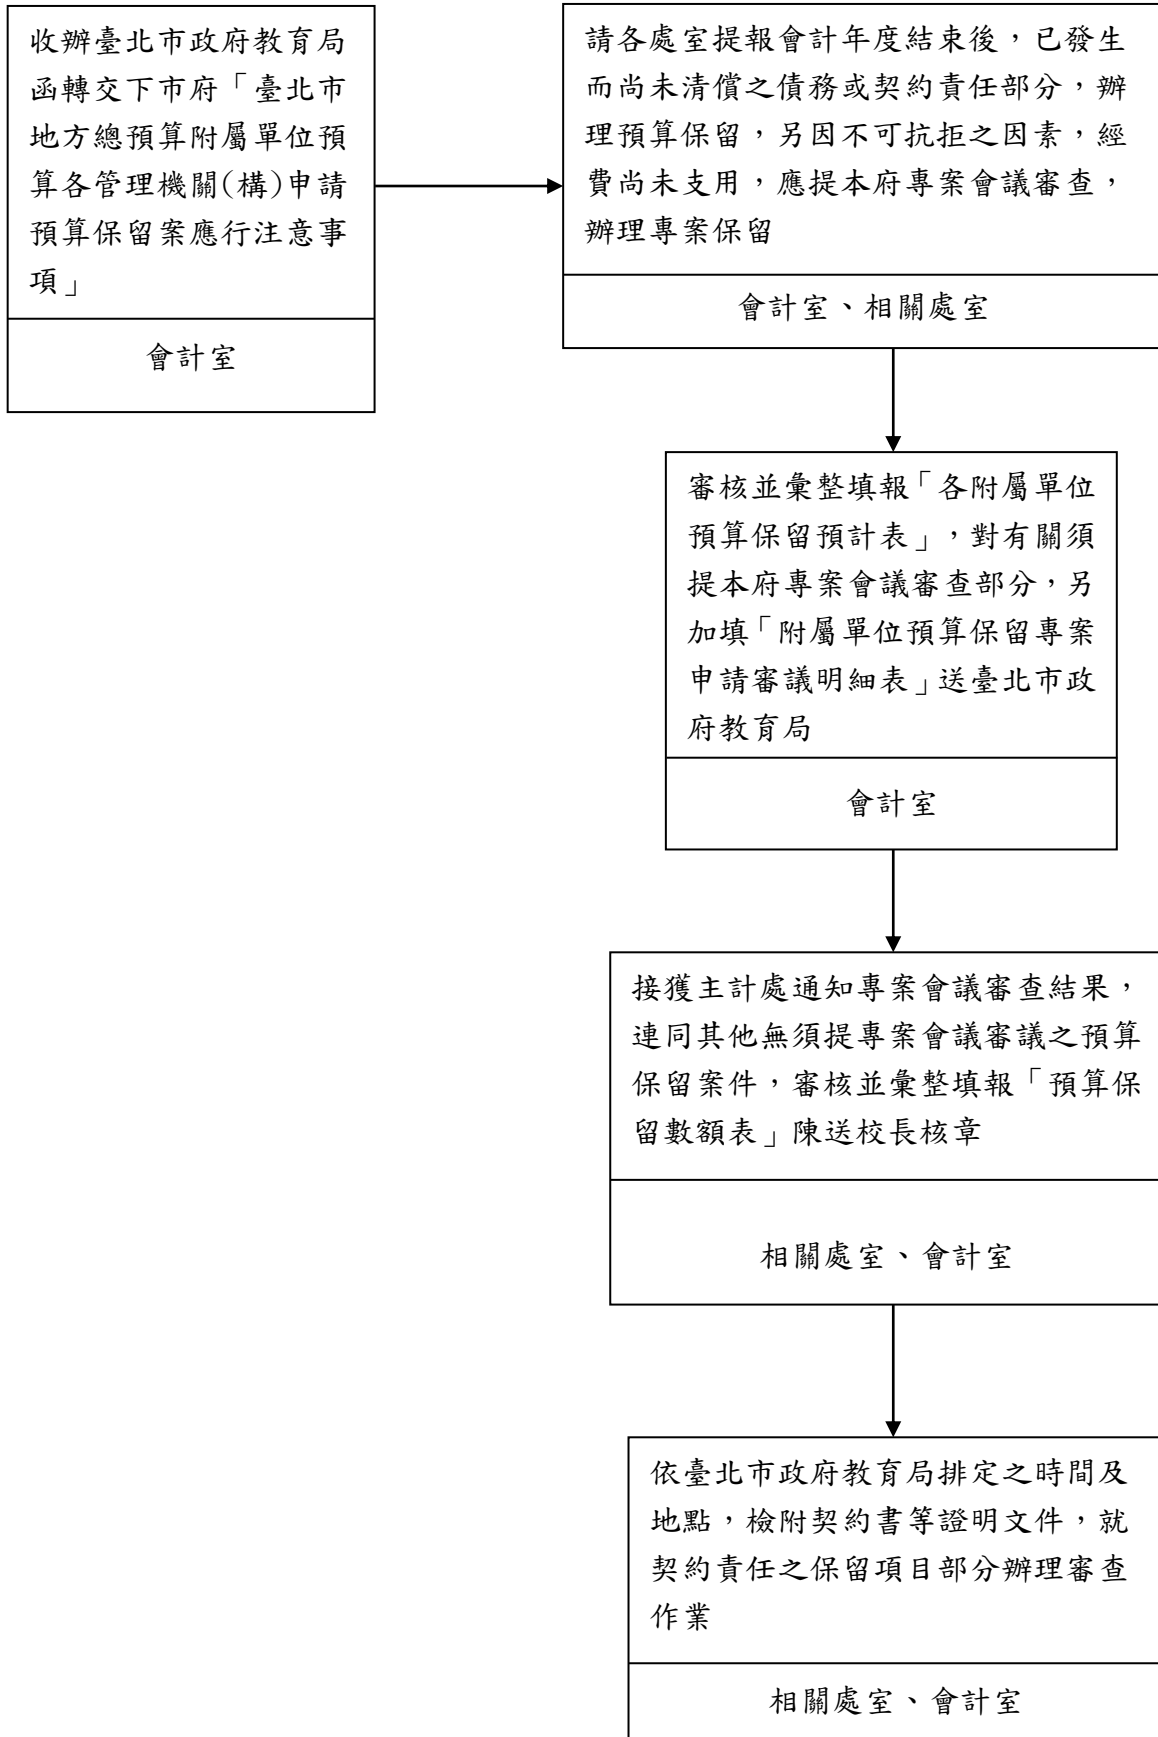 收辦臺北市政府教育局
函轉交下市府「臺北市
地方總預算附屬單位預
算各管理機關(構)申請
預算保留案應行注意事
項」
會計室
請各處室提報會計年度結束後，已發生
而尚未清償之債務或契約責任部分，辦
理預算保留，另因不可抗拒之因素，經
費尚未支用，應提本府專案會議審查，
辦理專案保留
會計室、相關處室
審核並彙整填報「各附屬單位
預算保留預計表」，對有關須
提本府專案會議審查部分，另
加填「附屬單位預算保留專案
申請審議明細表」送臺北市政
府教育局
會計室
接獲主計處通知專案會議審查結果，
連同其他無須提專案會議審議之預算
保留案件，審核並彙整填報「預算保
留數額表」陳送校長核章
相關處室、會計室
依臺北市政府教育局排定之時間及
地點，檢附契約書等證明文件，就
契約責任之保留項目部分辦理審查
作業
相關處室、會計室